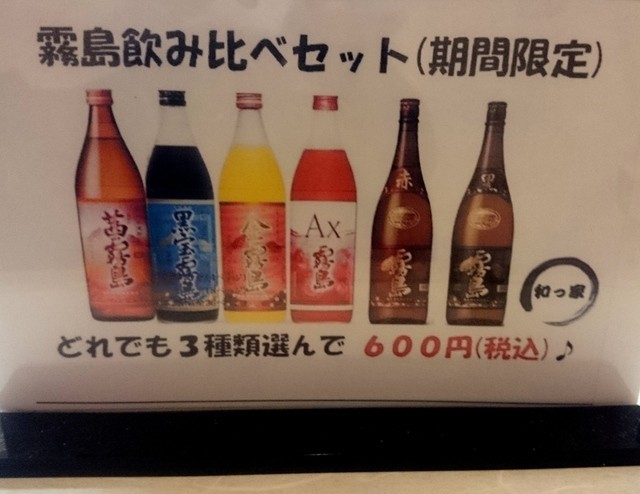 霧島飲み比べセット(期間限定)
茜霧島
黒宝霧島
金霧島
Ax
霧島
赤
霧島
黒
霧島
和っ家
どれでも3種類選んで 600円(税込)♪